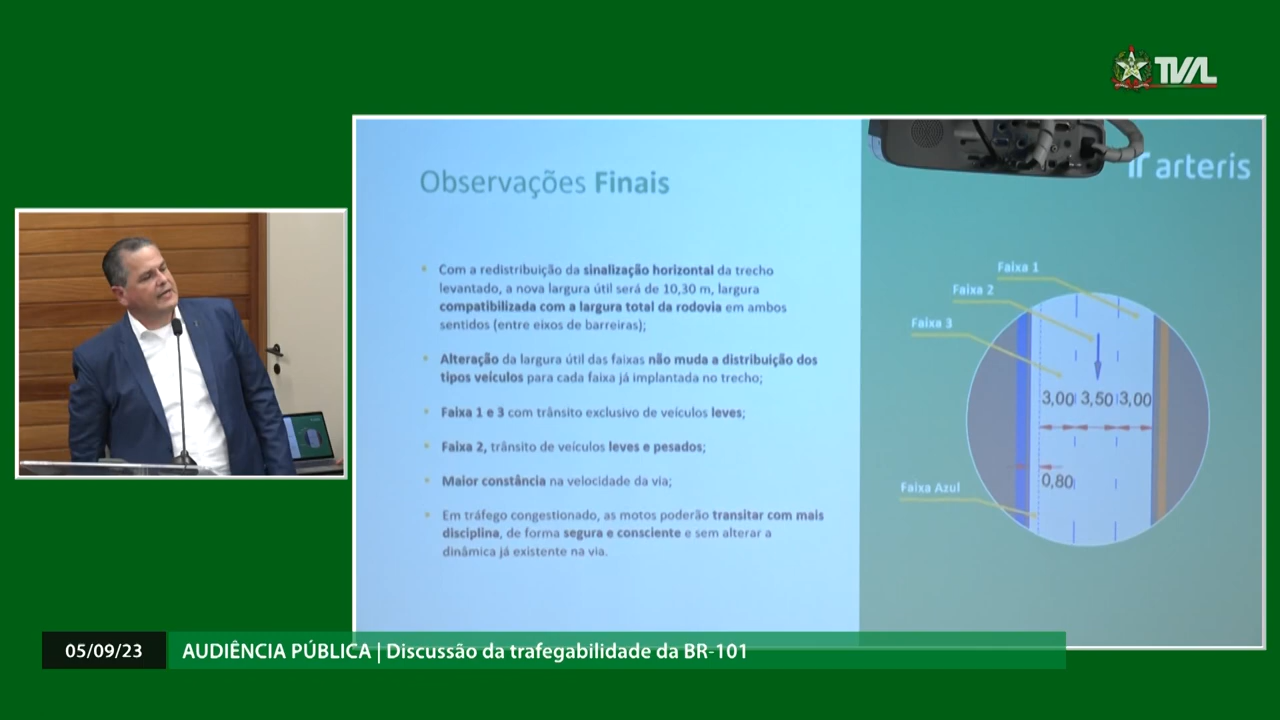 TVAL
arteris
Observações Finais
Com a redistribuição da sinalização horizontal da trecho
levantado, a nova largura útil será de 10,30 m, largura
compatibilizada com a largura total da rodovia em ambos
sentidos (entre eixos de barreiras);
Alteração da largura útil das faixas não muda a distribuição dos
tipos veículos para cada faixa já implantada no trecho;
Faixa 1 e 3 com trânsito exclusivo de veículos leves;
Faixa 2, trânsito de veículos leves e pesados;
Maior constância na velocidade da via;
Em tráfego congestionado, as motos poderão transitar com mais
disciplina, de forma segura e consciente e sem alterar a
dinâmica já existente na via.
Faixa 1
Faixa 2
Faixa 3
3,00 3,50 3,00
0,80
Faixa Azul
05/09/23 AUDIÊNCIA PÚBLICA | Discussão da trafegabilidade da BR-101